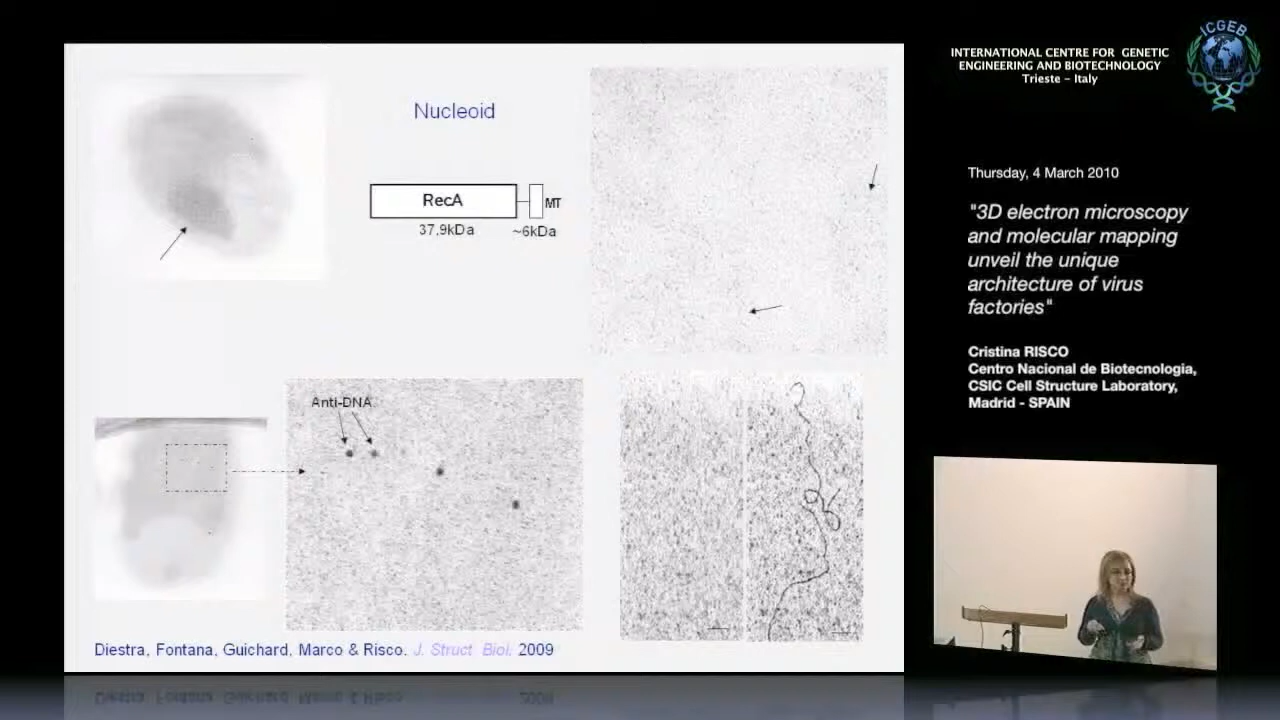 Nucleoid
RecA
MT
37,9kDa
~6kDa
Anti-DNA
Diestra, Fontana, Guichard, Marco & Risco. J. Struct. Biol. 2009
ICGEB
INTERNATIONAL CENTRE FOR GENETIC
ENGINEERING AND BIOTECHNOLOGY
Trieste - Italy
Thursday, 4 March 2010
"3D electron microscopy
and molecular mapping
unveil the unique
architecture of virus
factories"
Cristina RISCO
Centro Nacional de Biotecnologia,
CSIC Cell Structure Laboratory,
Madrid - SPAIN